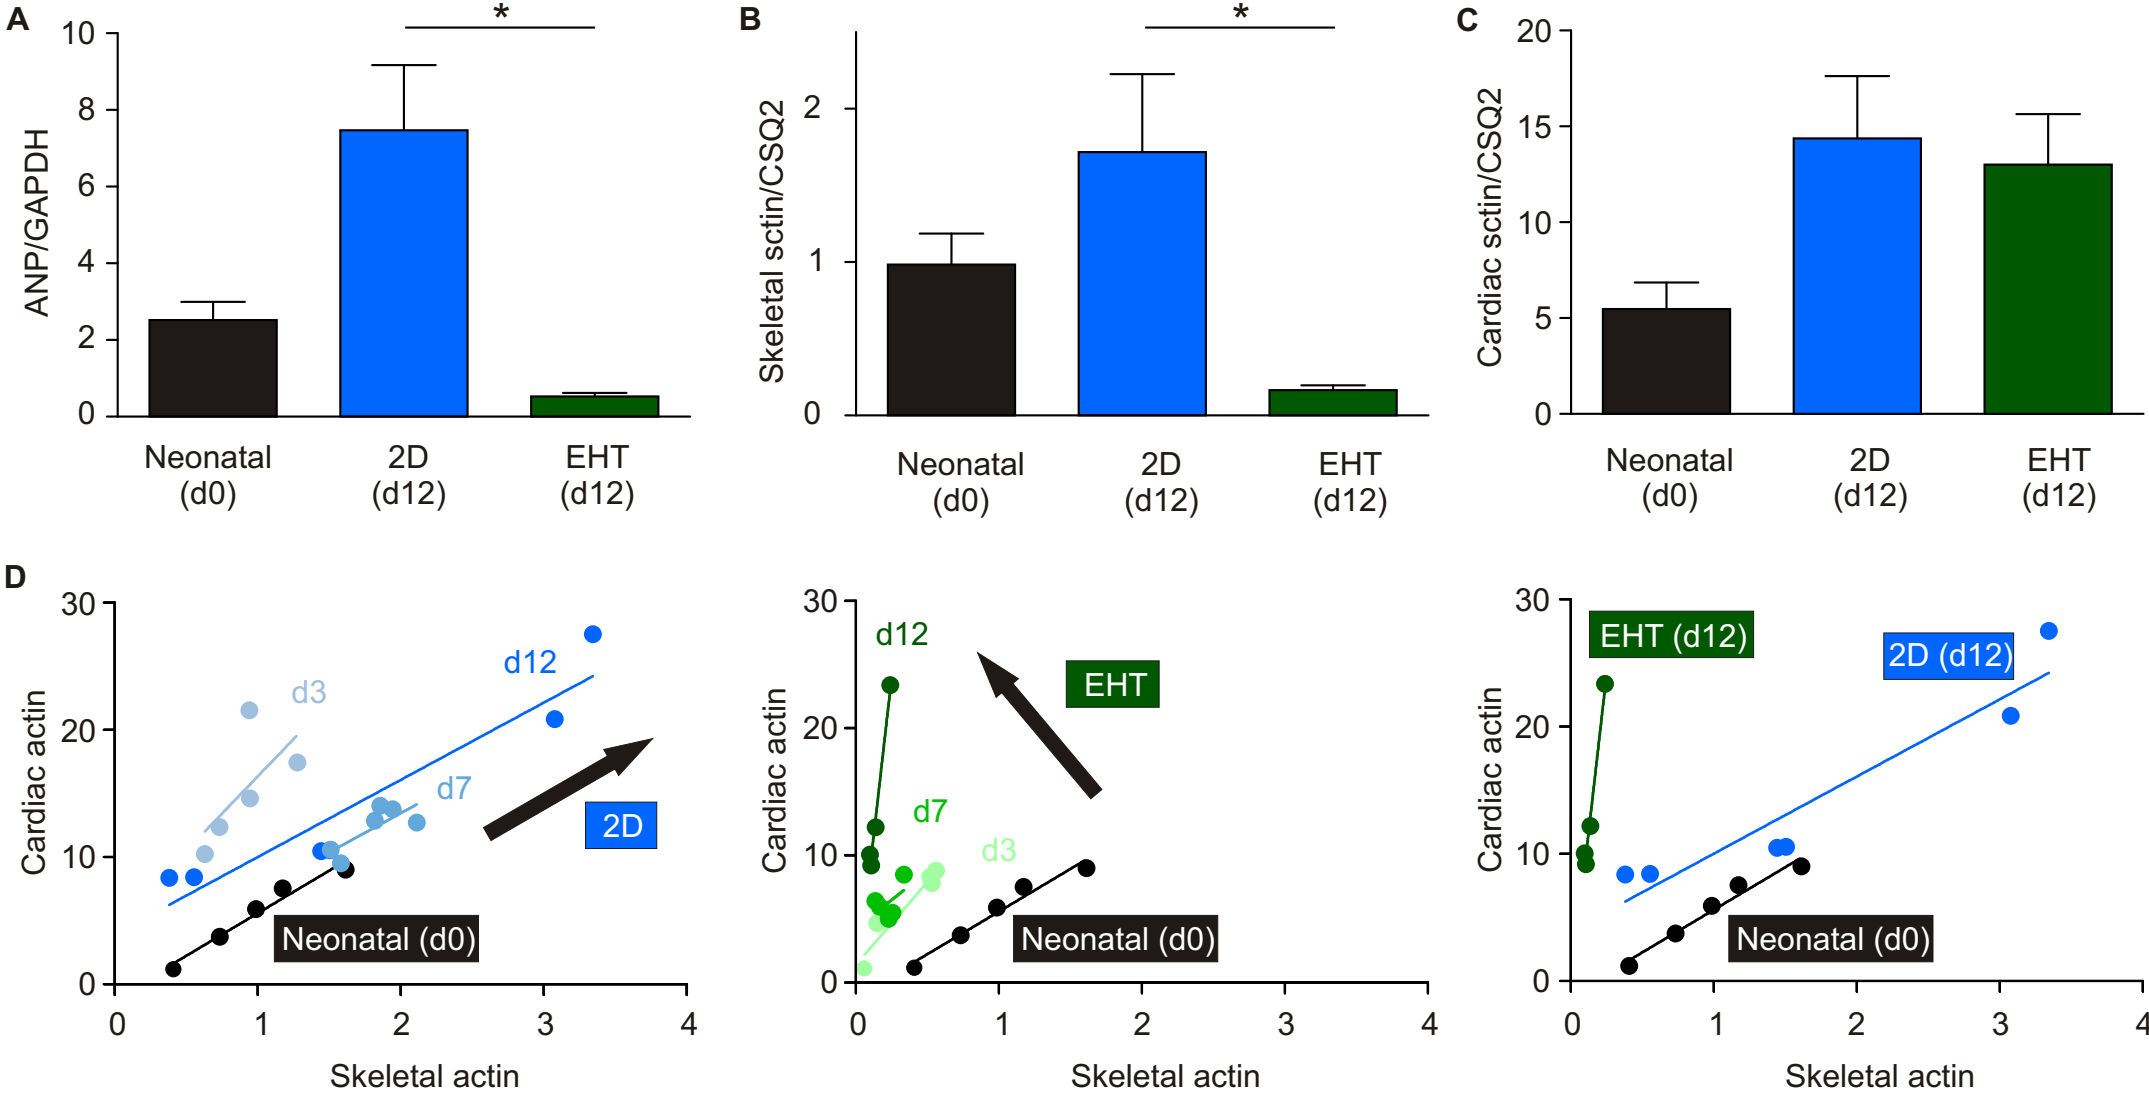 A
*
10
8
6
4
2
0
ANP/GAPDH
Neonatal
(d0)
2D
(d12)
EHT
(d12)
B
*
2
1
0
Skeletal sctin/CSQ2
Neonatal
(d0)
2D
(d12)
EHT
(d12)
C
20
15
10
5
0
Cardiac sctin/CSQ2
Neonatal
(d0)
2D
(d12)
EHT
(d12)
D
30
20
10
0
Cardiac actin
d3
d12
d7
2D
Neonatal (d0)
0 1 2 3 4
Skeletal actin
30
20
10
0
Cardiac actin
d12
EHT
d7
d3
Neonatal (d0)
0 1 2 3 4
Skeletal actin
30
20
10
0
Cardiac actin
EHT (d12)
2D (d12)
Neonatal (d0)
0 1 2 3 4
Skeletal actin